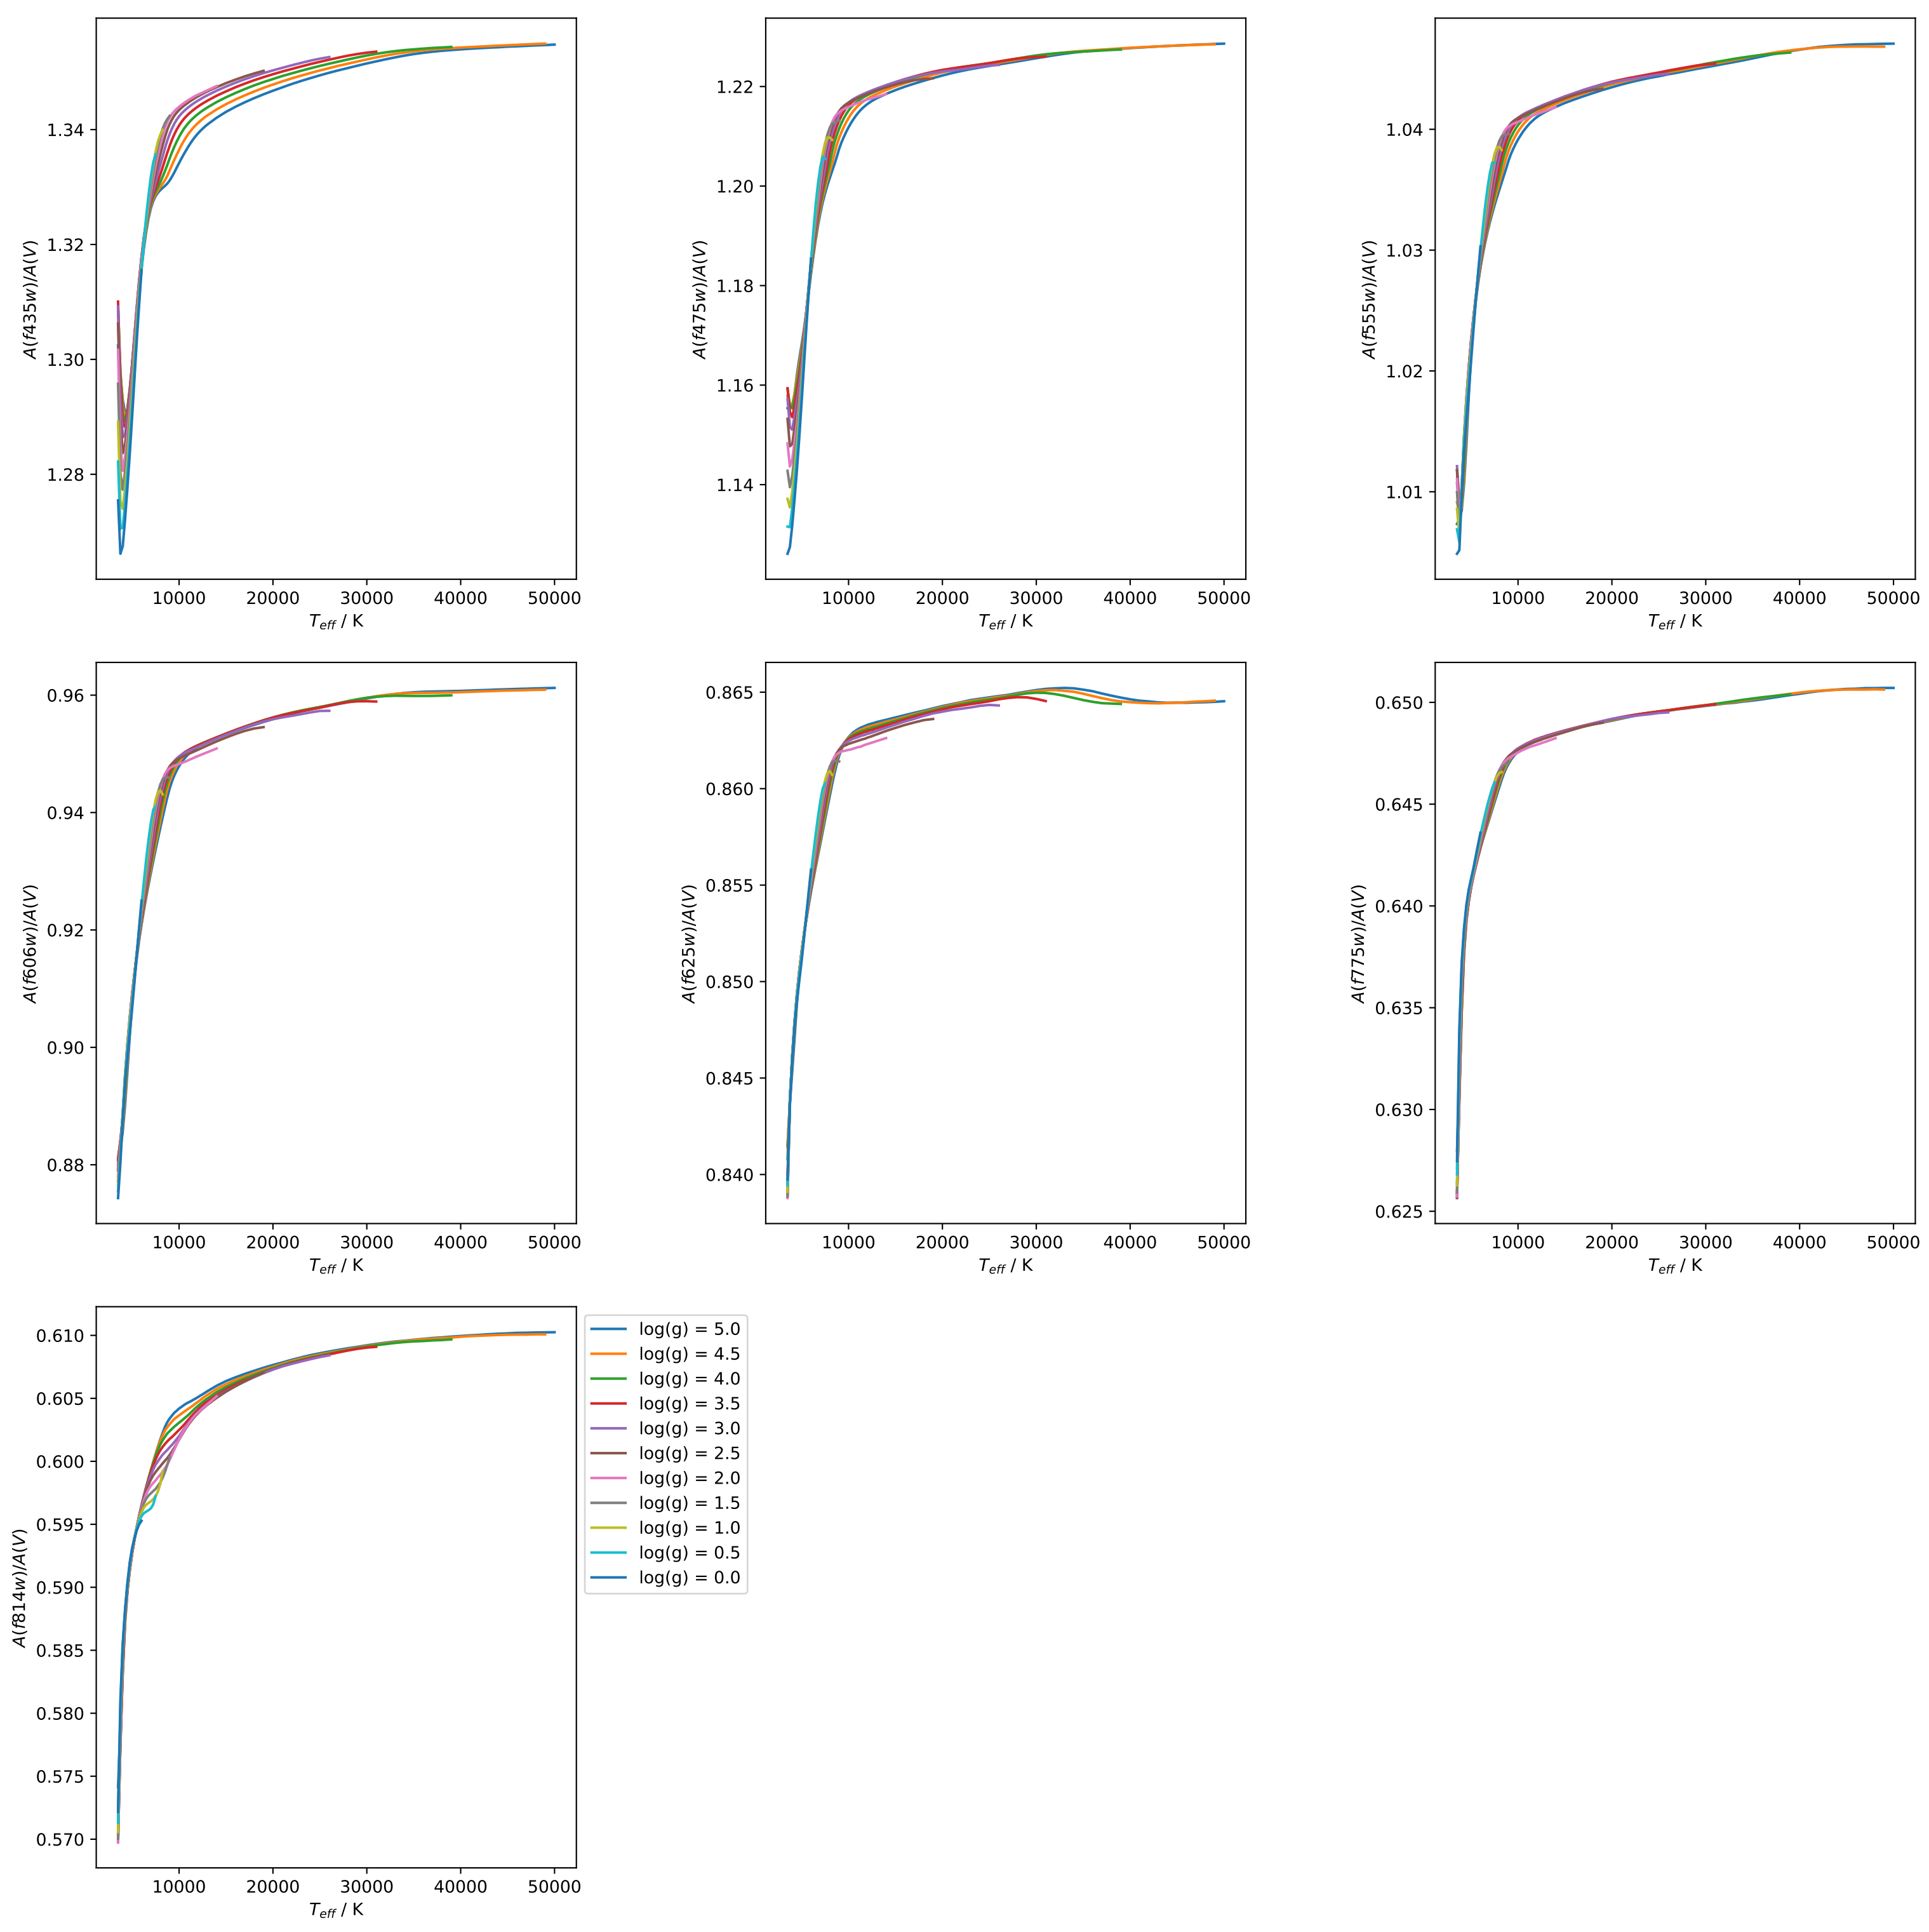 1.34
1.32
1.30
1.28
A(f435w)/A(V)
10000 20000 30000 40000 50000
T_eff / K
1.22
1.20
1.18
1.16
1.14
A(f475w)/A(V)
10000 20000 30000 40000 50000
T_eff / K
1.04
1.03
1.02
1.01
A(f555w)/A(V)
10000 20000 30000 40000 50000
T_eff / K
0.96
0.94
0.92
0.90
0.88
A(f606w)/A(V)
10000 20000 30000 40000 50000
T_eff / K
0.865
0.860
0.855
0.850
0.845
0.840
A(f625w)/A(V)
10000 20000 30000 40000 50000
T_eff / K
0.650
0.645
0.640
0.635
0.630
0.625
A(f775w)/A(V)
10000 20000 30000 40000 50000
T_eff / K
0.610
0.605
0.600
0.595
0.590
0.585
0.580
0.575
0.570
A(f814w)/A(V)
10000 20000 30000 40000 50000
T_eff / K
log(g) = 5.0
log(g) = 4.5
log(g) = 4.0
log(g) = 3.5
log(g) = 3.0
log(g) = 2.5
log(g) = 2.0
log(g) = 1.5
log(g) = 1.0
log(g) = 0.5
log(g) = 0.0